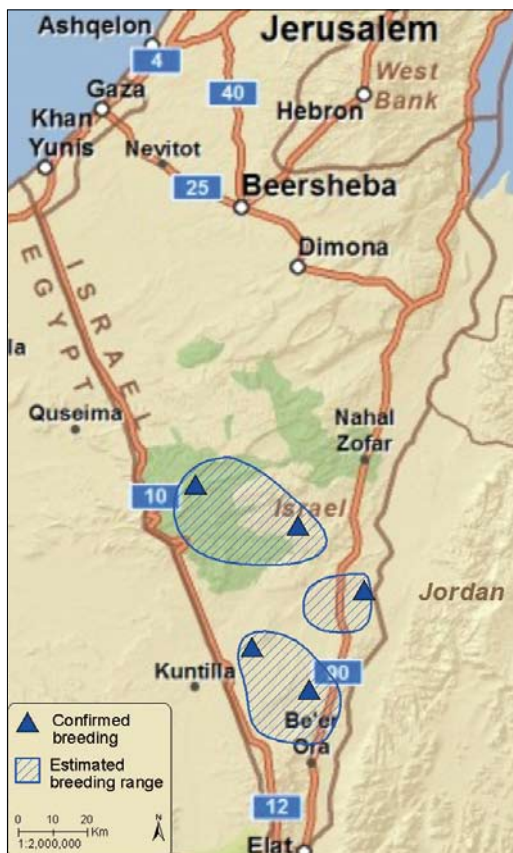 Ashqelon
Jerusalem
4
West
Bank
Gaza
40
Hebron
Khan
Yunis
Nevitot
25
Beersheba
Dimona
ISRAEL
EGYPT
la
Quseima
Nahal
Zofar
10
Israel
Jordan
Kuntilla
90
Be'er
Ora
Confirmed
breeding
Estimated
breeding range
0 10 20
Km
N
1:2,000,000
12
Elat